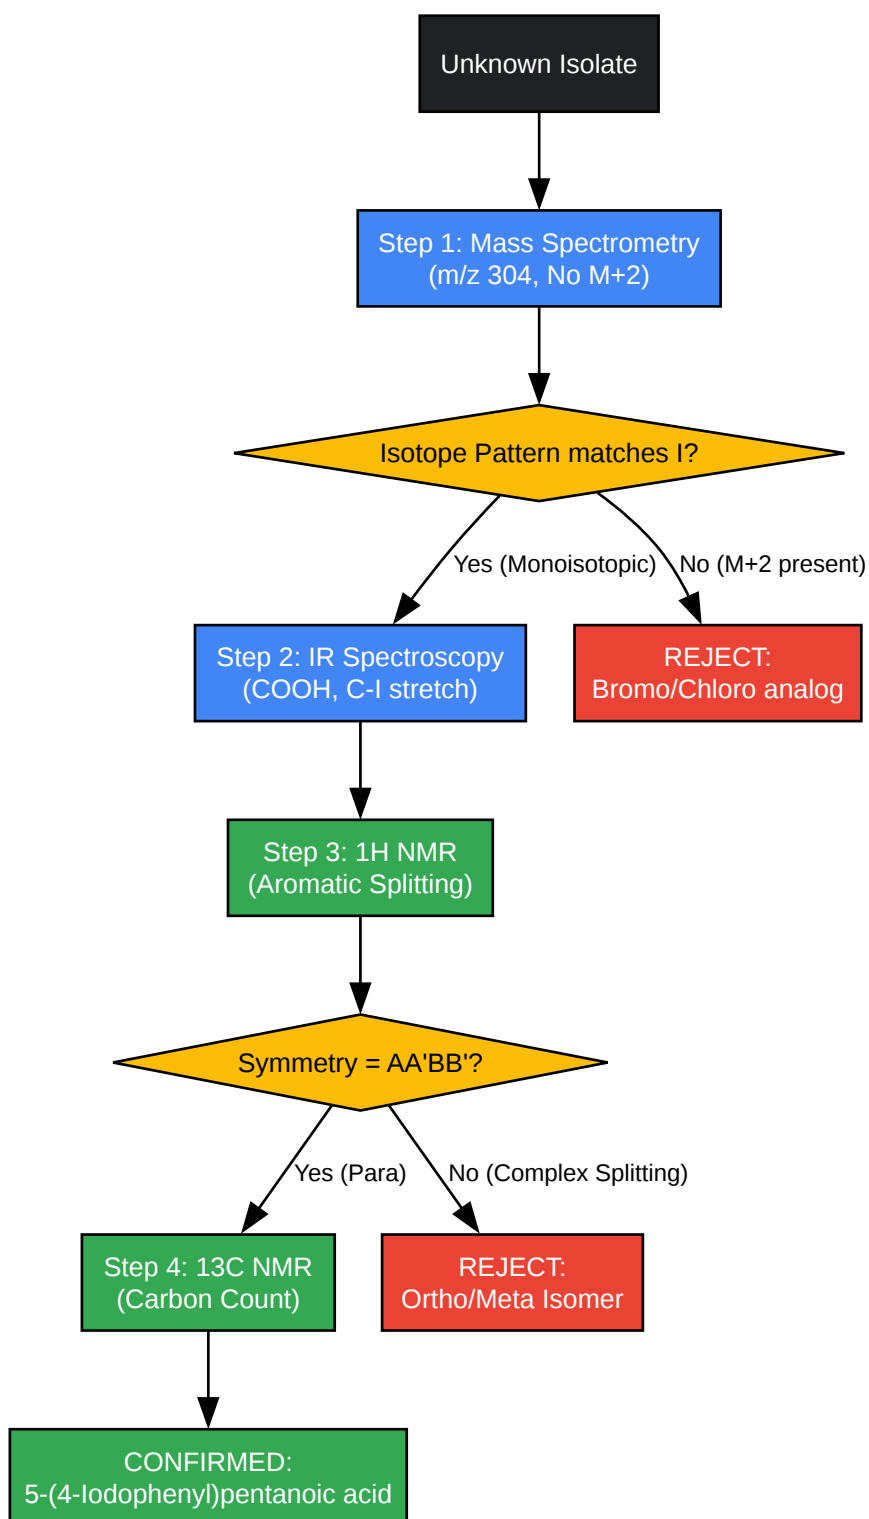 Unknown Isolate
Step 1: Mass Spectrometry
(m/z 304, No M+2)
Isotope Pattern matches I?
Yes (Monoisotopic)
No (M+2 present)
Step 2: IR Spectroscopy
(COOH, C-I stretch)
REJECT:
Bromo/Chloro analog
Step 3: 1H NMR
(Aromatic Splitting)
Symmetry = AA'BB'?
Yes (Para)
No (Complex Splitting)
Step 4: 13C NMR
(Carbon Count)
REJECT:
Ortho/Meta Isomer
CONFIRMED:
5-(4-Iodophenyl)pentanoic acid